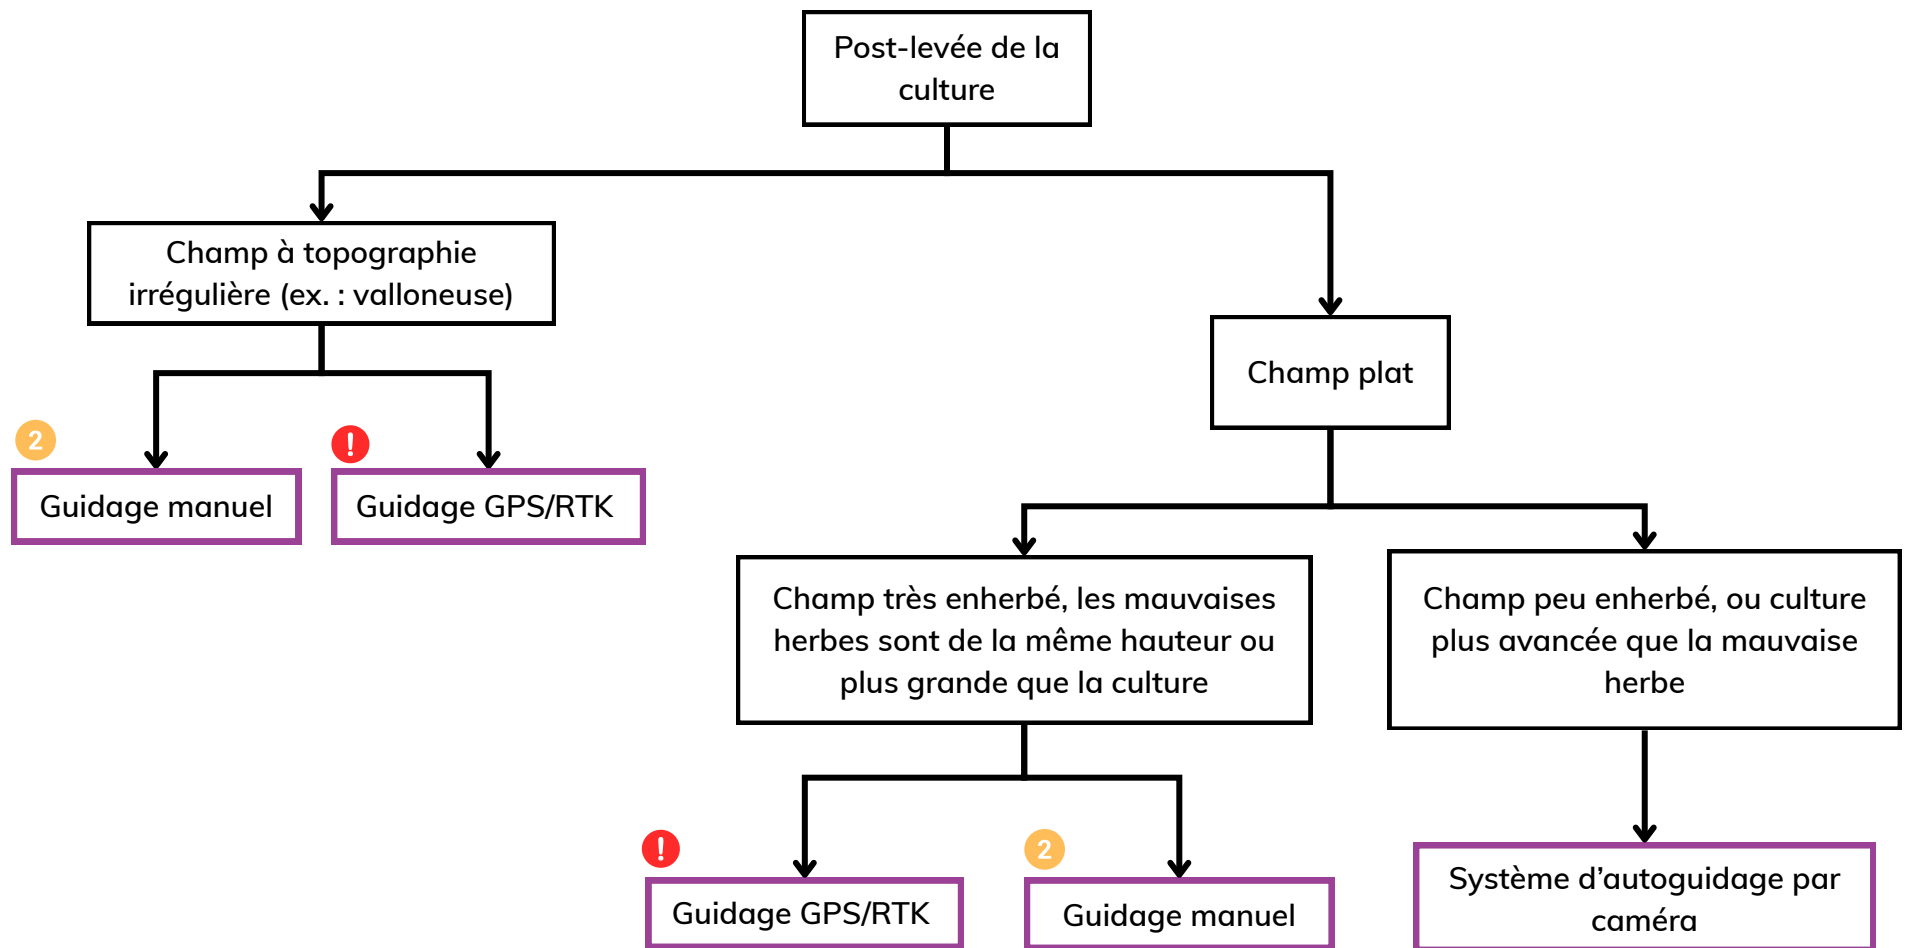 Post-levée de la
culture
Champ à topographie
irrégulière (ex. : valloneuse)
Champ plat
2
!
Guidage manuel
Guidage GPS/RTK
Champ très enherbé, les mauvaises
herbes sont de la même hauteur ou
plus grande que la culture
Champ peu enherbé, ou culture
plus avancée que la mauvaise
herbe
!
2
Guidage GPS/RTK
Guidage manuel
Système d’autoguidage par
caméra